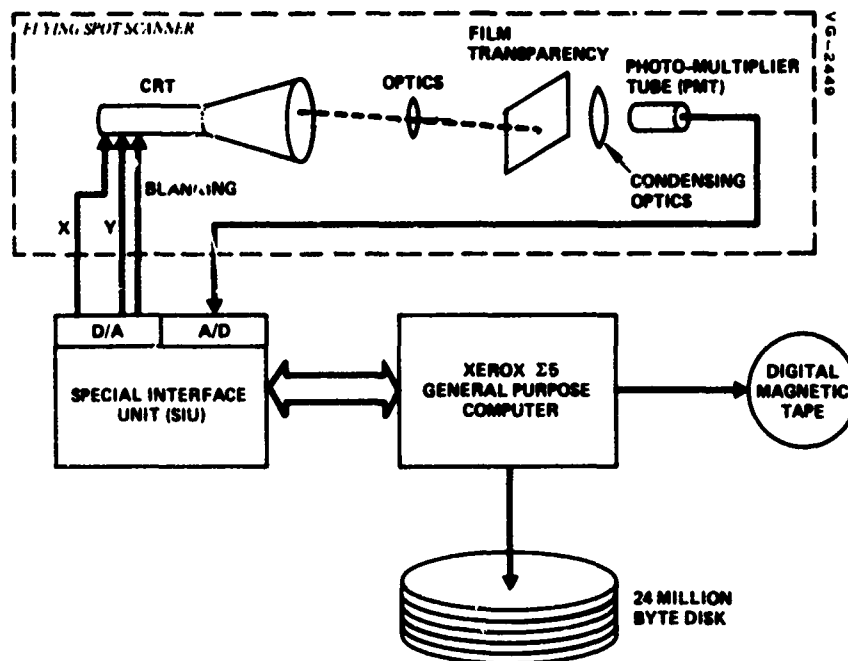 FLYING SPOT SCANNER
VG-2449
FILM
TRANSPARENCY
CRT
OPTICS
PHOTO-MULTIPLIER
TUBE (PMT)
BLANKING
CONDENSING
OPTICS
X
Y
D/A
A/D
SPECIAL INTERFACE
UNIT (SIU)
XEROX Σ5
GENERAL PURPOSE
COMPUTER
DIGITAL
MAGNETIC
TAPE
24 MILLION
BYTE DISK